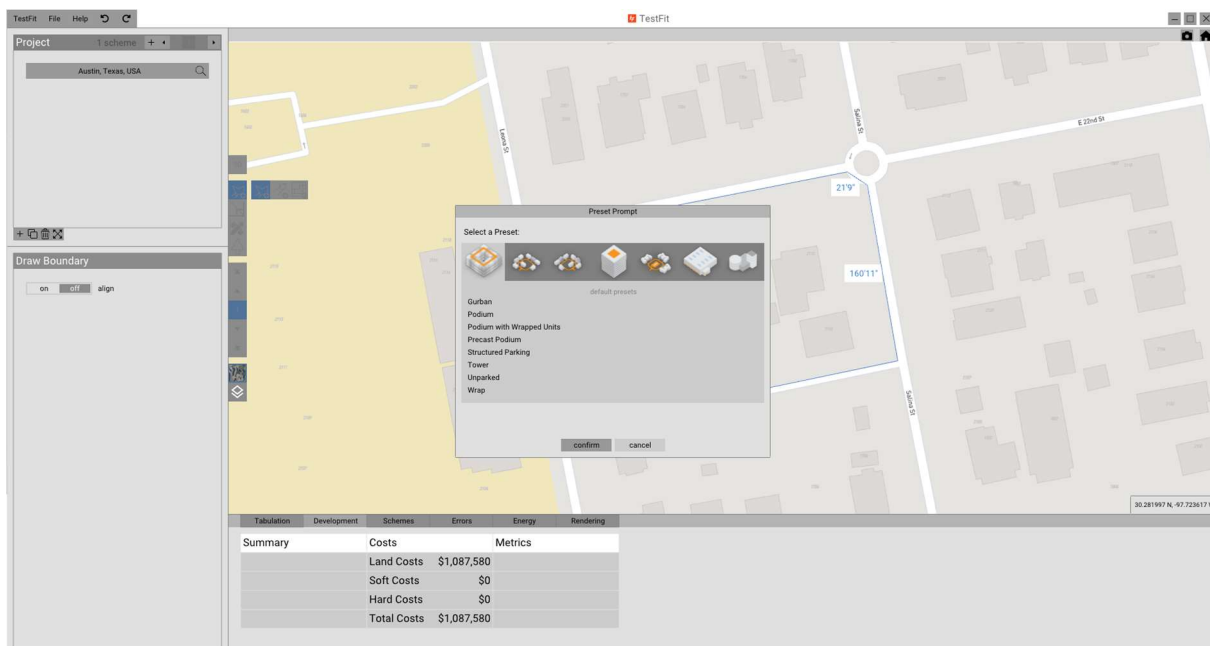 TestFit File Help
TestFit
Project 1 scheme +
Austin, Texas, USA
Draw Boundary
on off align
Leona St
Salina St
E 22nd St
21'9"
160'11"
Salina St
30.281997 N, -97.723617
Preset Prompt
Select a Preset:
default presets
Gurban
Podium
Podium with Wrapped Units
Precast Podium
Structured Parking
Tower
Unparked
Wrap
confirm cancel
Tabulation Development Schemes Errors Energy Rendering
Summary Costs Metrics
Land Costs $1,087,580
Soft Costs $0
Hard Costs $0
Total Costs $1,087,580